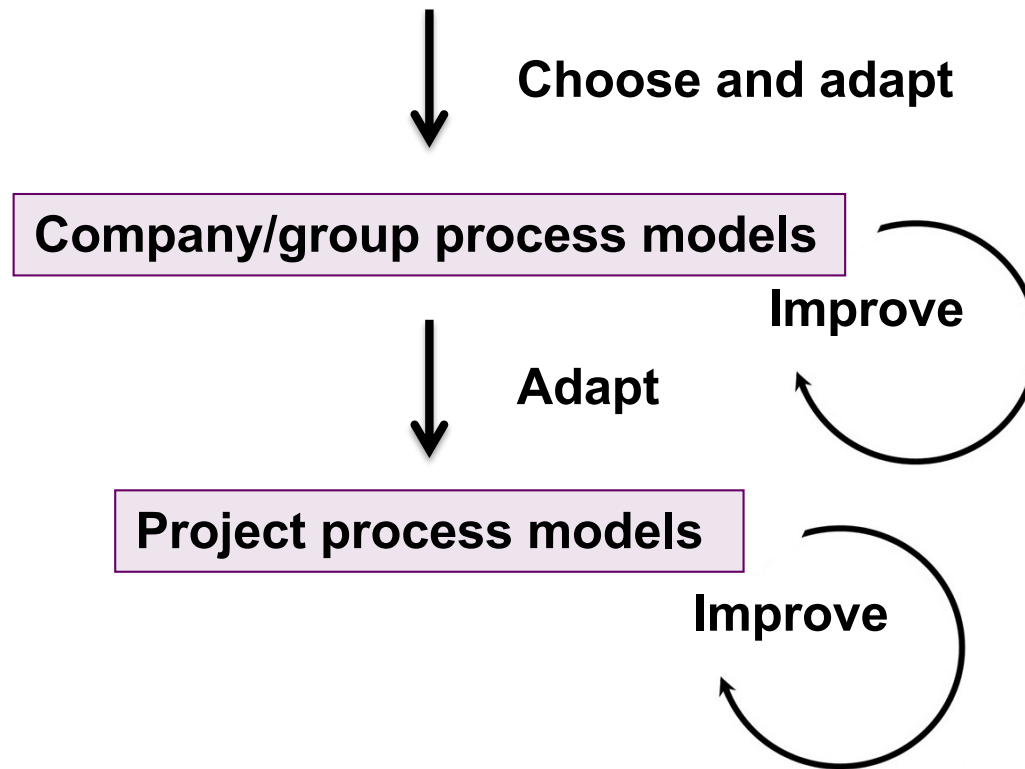 Choose and adapt
Company/group process models
Improve
Adapt
Project process models
Improve